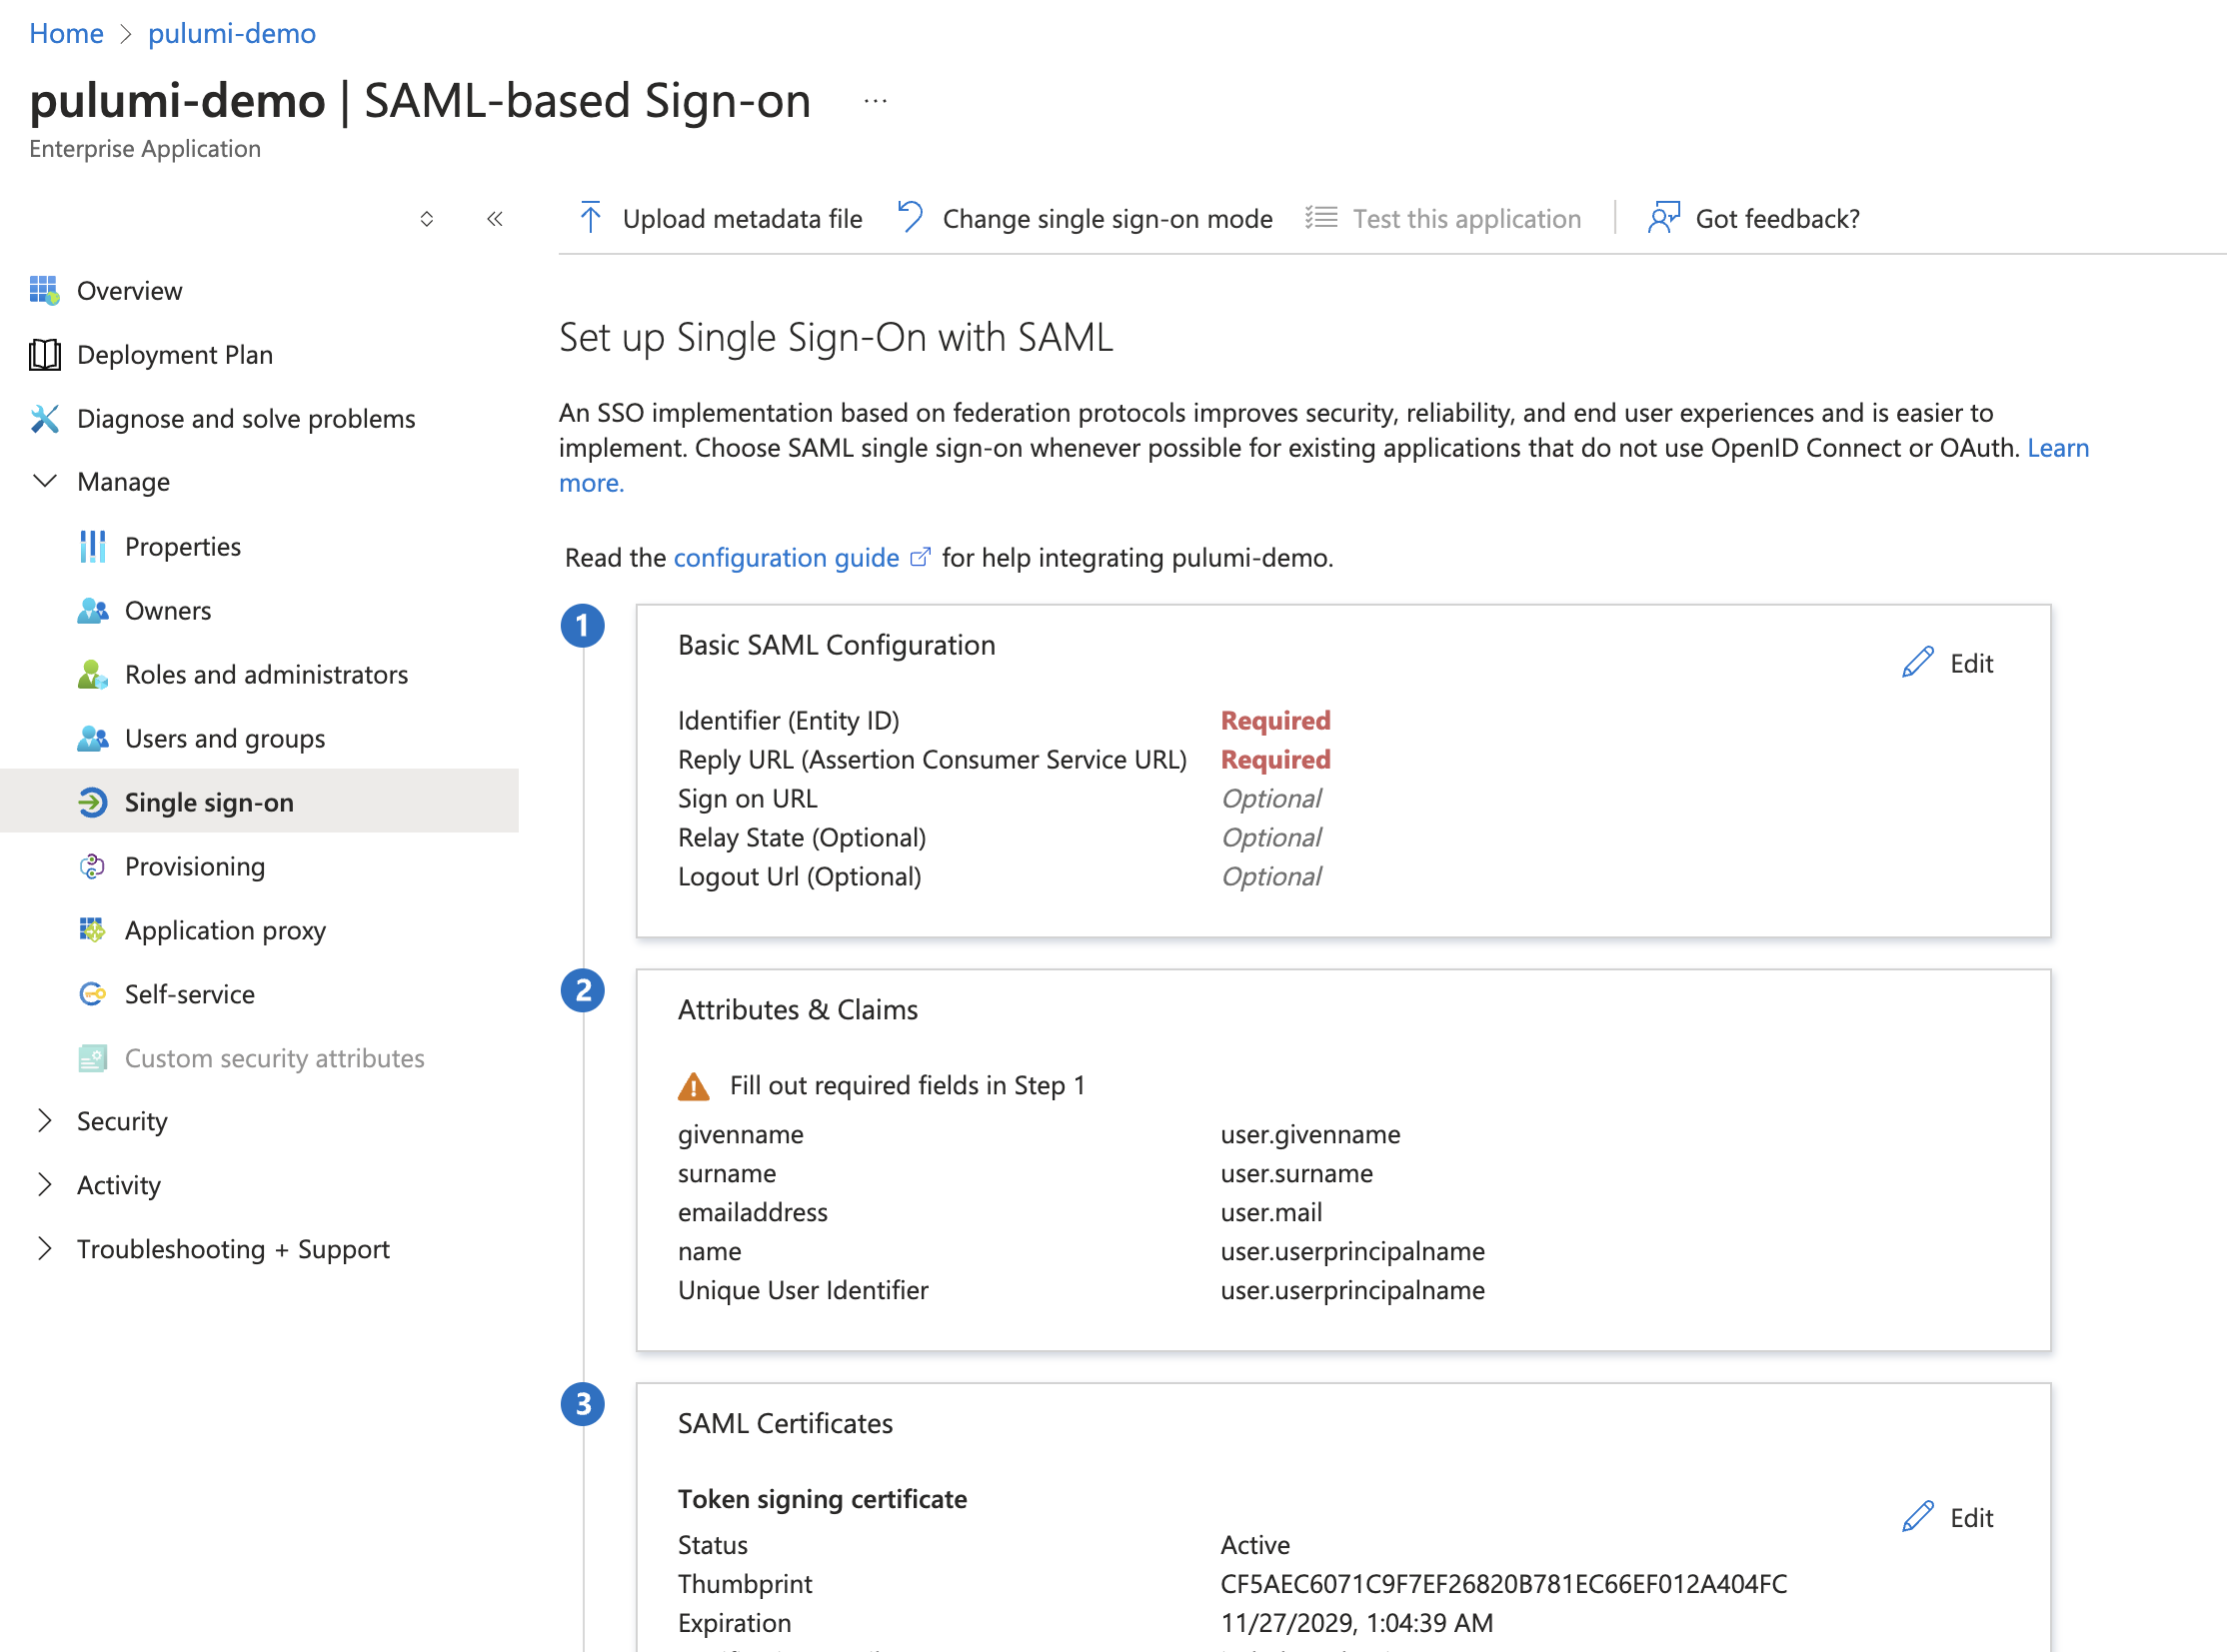 Home > pulumi-demo
pulumi-demo | SAML-based Sign-on ...
Enterprise Application
Upload metadata file
Change single sign-on mode
Test this application
Got feedback?
Overview
Deployment Plan
Diagnose and solve problems
Manage
Properties
Owners
Roles and administrators
Users and groups
Single sign-on
Provisioning
Application proxy
Self-service
Custom security attributes
Security
Activity
Troubleshooting + Support
Set up Single Sign-On with SAML
An SSO implementation based on federation protocols improves security, reliability, and end user experiences and is easier to
implement. Choose SAML single sign-on whenever possible for existing applications that do not use OpenID Connect or OAuth. Learn
more.
Read the configuration guide for help integrating pulumi-demo.
1
Basic SAML Configuration
Edit
Identifier (Entity ID) Required
Reply URL (Assertion Consumer Service URL) Required
Sign on URL Optional
Relay State (Optional) Optional
Logout Url (Optional) Optional
2
Attributes & Claims
Fill out required fields in Step 1
givenname user.givenname
surname user.surname
emailaddress user.mail
name user.userprincipalname
Unique User Identifier user.userprincipalname
3
SAML Certificates
Token signing certificate
Edit
Status Active
Thumbprint CF5AEC6071C9F7EF26820B781EC66EF012A404FC
Expiration 11/27/2029, 1:04:39 AM